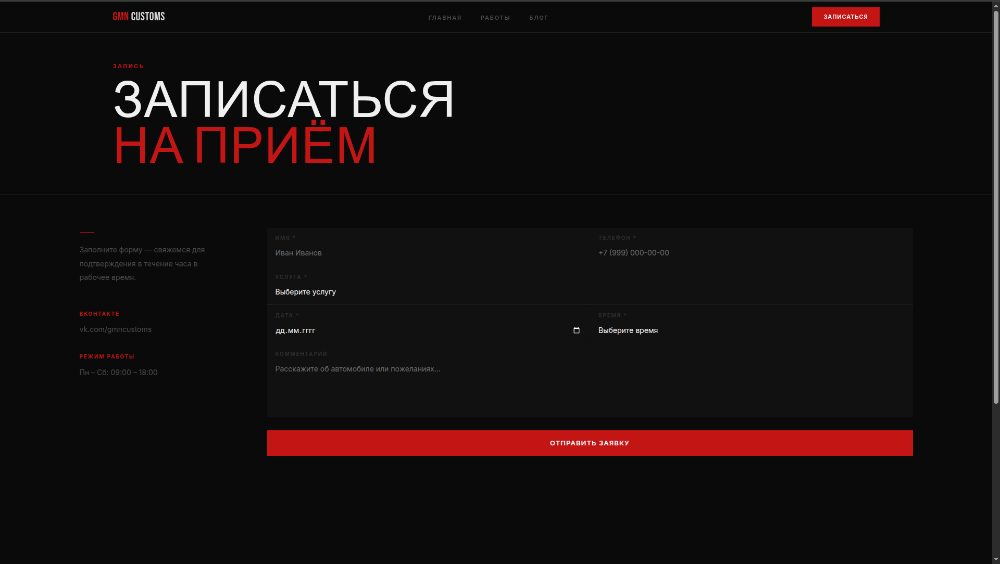 GMN CUSTOMS
ГЛАВНАЯ
РАБОТЫ
БЛОГ
ЗАПИСАТЬСЯ
ЗАПИСЬ
ЗАПИСАТЬСЯ
НА ПРИЁМ
Заполните форму — свяжемся для
подтверждения в течение часа в
рабочее время.
ВКОНТАКТЕ
vk.com/gmncustoms
РЕЖИМ РАБОТЫ
Пн – Сб: 09:00 – 18:00
ИМЯ *
Иван Иванов
ТЕЛЕФОН *
+7 (999) 000-00-00
УСЛУГА *
Выберите услугу
ДАТА *
дд.мм.гггг
ВРЕМЯ *
Выберите время
КОММЕНТАРИЙ
Расскажите об автомобиле или пожеланиях...
ОТПРАВИТЬ ЗАЯВКУ